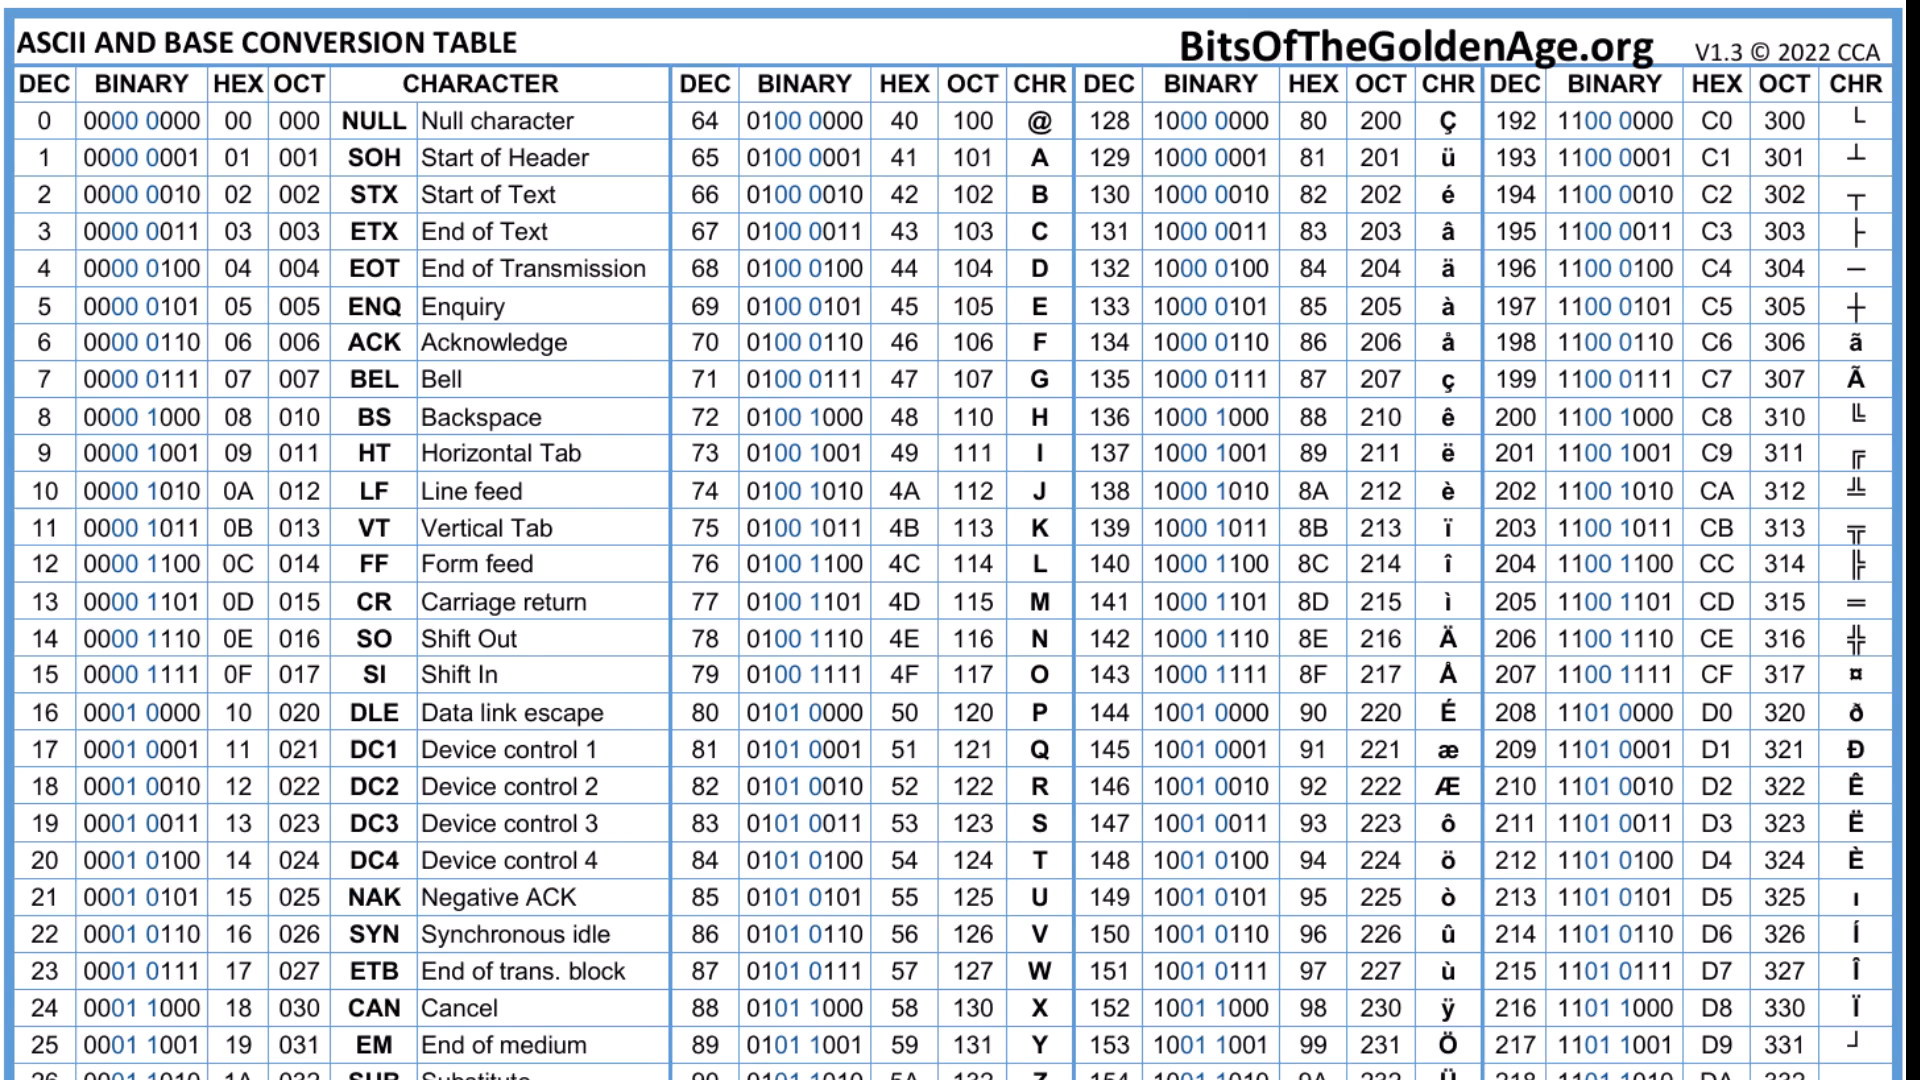 ASCII AND BASE CONVERSION TABLE BitsOfTheGoldenAge.org V1.3 © 2022 CCA
DEC BINARY HEX OCT CHARACTER DEC BINARY HEX OCT CHR DEC BINARY HEX OCT CHR DEC BINARY HEX OCT CHR
0 0000 0000 00 000 NULL Null character 64 0100 0000 40 100 @ 128 1000 0000 80 200 Ç 192 1100 0000 C0 300 └
1 0000 0001 01 001 SOH Start of Header 65 0100 0001 41 101 A 129 1000 0001 81 201 ü 193 1100 0001 C1 301 ┴
2 0000 0010 02 002 STX Start of Text 66 0100 0010 42 102 B 130 1000 0010 82 202 é 194 1100 0010 C2 302 ┬
3 0000 0011 03 003 ETX End of Text 67 0100 0011 43 103 C 131 1000 0011 83 203 â 195 1100 0011 C3 303 ├
4 0000 0100 04 004 EOT End of Transmission 68 0100 0100 44 104 D 132 1000 0100 84 204 ä 196 1100 0100 C4 304 ─
5 0000 0101 05 005 ENQ Enquiry 69 0100 0101 45 105 E 133 1000 0101 85 205 à 197 1100 0101 C5 305 ┼
6 0000 0110 06 006 ACK Acknowledge 70 0100 0110 46 106 F 134 1000 0110 86 206 å 198 1100 0110 C6 306 ã
7 0000 0111 07 007 BEL Bell 71 0100 0111 47 107 G 135 1000 0111 87 207 ç 199 1100 0111 C7 307 Ã
8 0000 1000 08 010 BS Backspace 72 0100 1000 48 110 H 136 1000 1000 88 210 ê 200 1100 1000 C8 310 ╚
9 0000 1001 09 011 HT Horizontal Tab 73 0100 1001 49 111 I 137 1000 1001 89 211 ë 201 1100 1001 C9 311 ╔
10 0000 1010 0A 012 LF Line feed 74 0100 1010 4A 112 J 138 1000 1010 8A 212 è 202 1100 1010 CA 312 ╩
11 0000 1011 0B 013 VT Vertical Tab 75 0100 1011 4B 113 K 139 1000 1011 8B 213 ï 203 1100 1011 CB 313 ╦
12 0000 1100 0C 014 FF Form feed 76 0100 1100 4C 114 L 140 1000 1100 8C 214 î 204 1100 1100 CC 314 ╠
13 0000 1101 0D 015 CR Carriage return 77 0100 1101 4D 115 M 141 1000 1101 8D 215 ì 205 1100 1101 CD 315 ═
14 0000 1110 0E 016 SO Shift Out 78 0100 1110 4E 116 N 142 1000 1110 8E 216 Ä 206 1100 1110 CE 316 ╬
15 0000 1111 0F 017 SI Shift In 79 0100 1111 4F 117 O 143 1000 1111 8F 217 Å 207 1100 1111 CF 317 ¤
16 0001 0000 10 020 DLE Data link escape 80 0101 0000 50 120 P 144 1001 0000 90 220 É 208 1101 0000 D0 320 ð
17 0001 0001 11 021 DC1 Device control 1 81 0101 0001 51 121 Q 145 1001 0001 91 221 æ 209 1101 0001 D1 321 Ð
18 0001 0010 12 022 DC2 Device control 2 82 0101 0010 52 122 R 146 1001 0010 92 222 Æ 210 1101 0010 D2 322 Ê
19 0001 0011 13 023 DC3 Device control 3 83 0101 0011 53 123 S 147 1001 0011 93 223 ô 211 1101 0011 D3 323 Ë
20 0001 0100 14 024 DC4 Device control 4 84 0101 0100 54 124 T 148 1001 0100 94 224 ö 212 1101 0100 D4 324 È
21 0001 0101 15 025 NAK Negative ACK 85 0101 0101 55 125 U 149 1001 0101 95 225 ò 213 1101 0101 D5 325 ı
22 0001 0110 16 026 SYN Synchronous idle 86 0101 0110 56 126 V 150 1001 0110 96 226 û 214 1101 0110 D6 326 Í
23 0001 0111 17 027 ETB End of trans. block 87 0101 0111 57 127 W 151 1001 0111 97 227 ù 215 1101 0111 D7 327 Î
24 0001 1000 18 030 CAN Cancel 88 0101 1000 58 130 X 152 1001 1000 98 230 ÿ 216 1101 1000 D8 330 Ï
25 0001 1001 19 031 EM End of medium 89 0101 1001 59 131 Y 153 1001 1001 99 231 Ö 217 1101 1001 D9 331 ┘